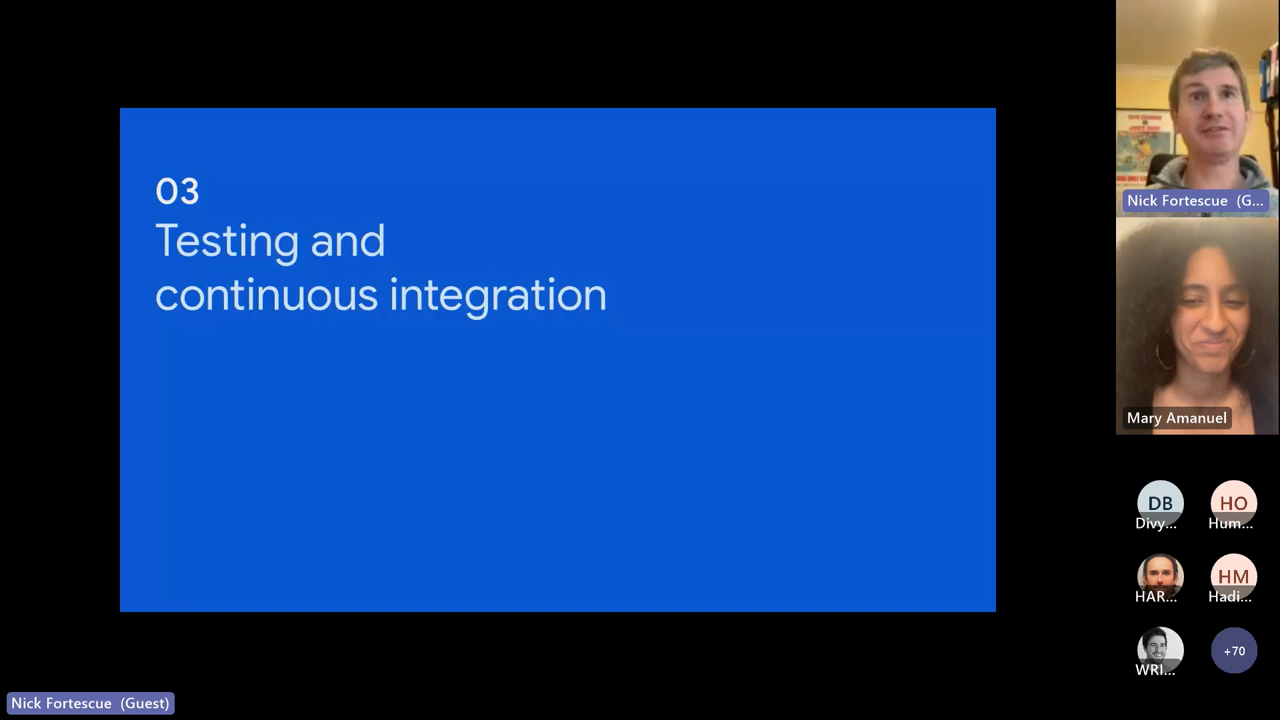 03
Testing and
continuous integration
Nick Fortescue (G...
Mary Amanuel
DB
Divy...
HO
Hum...
HAR...
HM
Hadi...
WRI...
+70
Nick Fortescue (Guest)